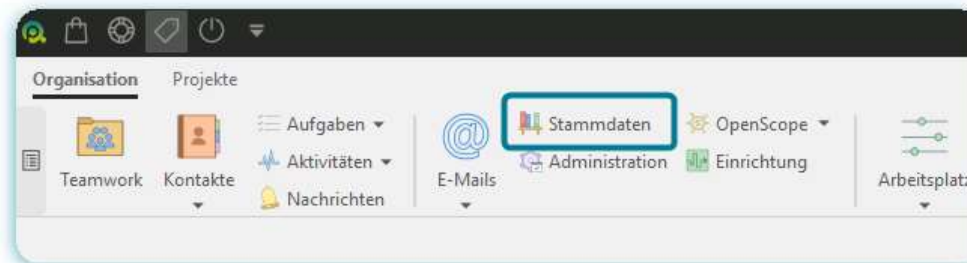 Organisation Projekte
Aufgaben Stammdaten OpenScope
Aktivitäten Administration Einrichtung
Teamwork Kontakte E-Mails Arbeitsplatz
Nachrichten